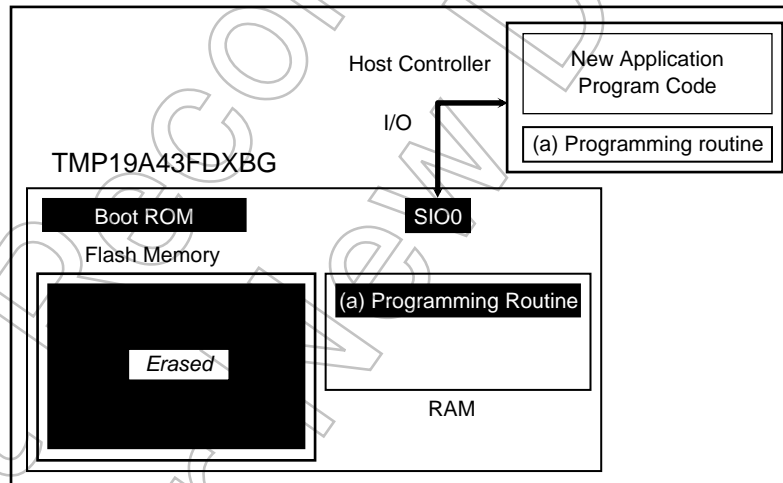 Host Controller
New Application
Program Code
I/O
(a) Programming routine
TMP19A43FDXBG
Boot ROM
SIO0
Flash Memory
(a) Programming Routine
Erased
RAM